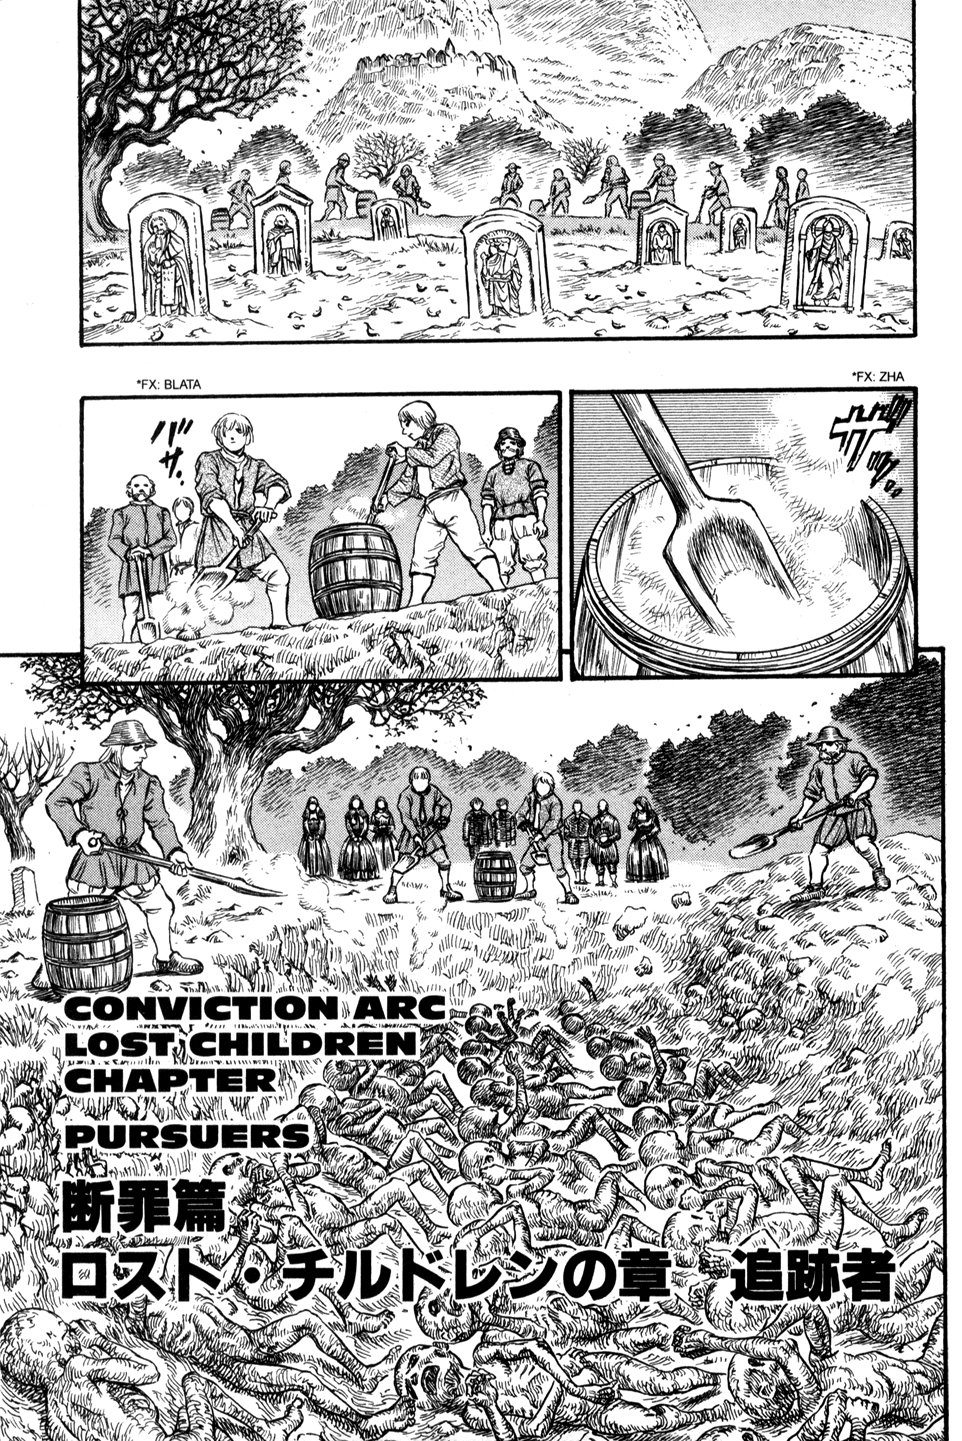 *FX: ZHA
*FX: BLATA
ザッ..
バサ.
CONVICTION ARC
LOST CHILDREN
CHAPTER
PURSUERS
断罪篇
ロスト・チルドレンの章 追跡者